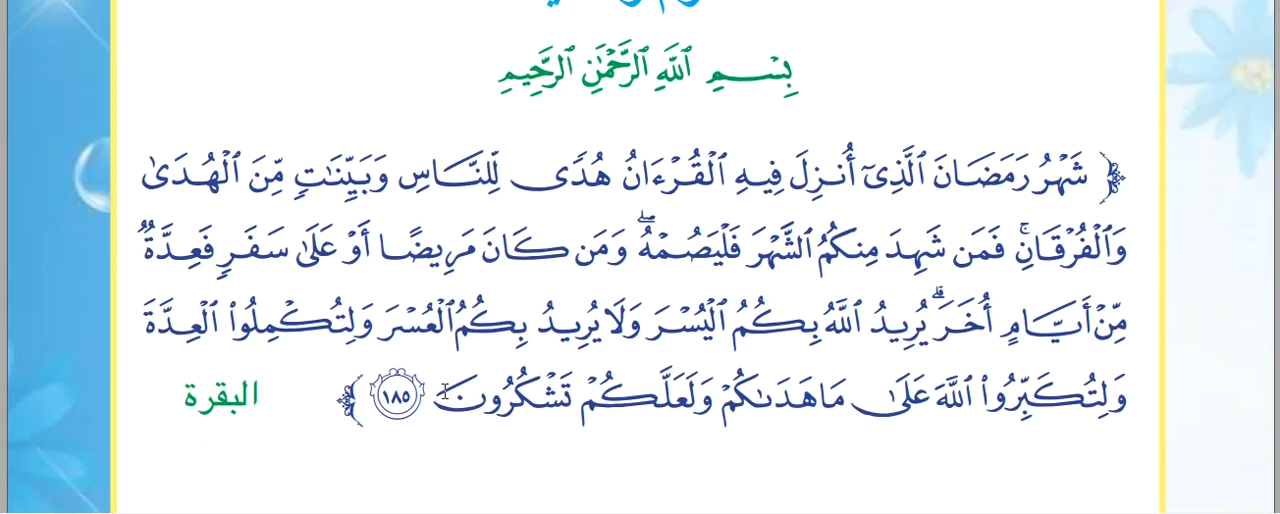 بِسْمِ ٱللَّهِ ٱلرَّحْمَٰنِ ٱلرَّحِيمِ
﴿ شَهْرُ رَمَضَانَ ٱلَّذِىٓ أُنزِلَ فِيهِ ٱلْقُرْءَانُ هُدًى لِّلنَّاسِ وَبَيِّنَٰتٍ مِّنَ ٱلْهُدَىٰ
وَٱلْفُرْقَانِ ۚ فَمَن شَهِدَ مِنكُمُ ٱلشَّهْرَ فَلْيَصُمْهُ ۖ وَمَن كَانَ مَرِيضًا أَوْ عَلَىٰ سَفَرٍ فَعِدَّةٌ
مِّنْ أَيَّامٍ أُخَرَ ۗ يُرِيدُ ٱللَّهُ بِكُمُ ٱلْيُسْرَ وَلَا يُرِيدُ بِكُمُ ٱلْعُسْرَ وَلِتُكْمِلُوا۟ ٱلْعِدَّةَ
وَلِتُكَبِّرُوا۟ ٱللَّهَ عَلَىٰ مَا هَدَىٰكُمْ وَلَعَلَّكُمْ تَشْكُرُونَ ١٨٥ ﴾ البقرة